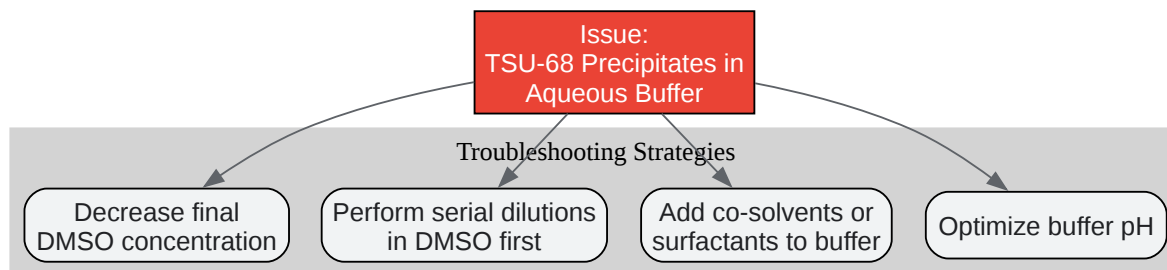 Issue:
TSU-68 Precipitates in
Aqueous Buffer
Troubleshooting Strategies
Decrease final
DMSO concentration
Perform serial dilutions
in DMSO first
Add co-solvents or
surfactants to buffer
Optimize buffer pH